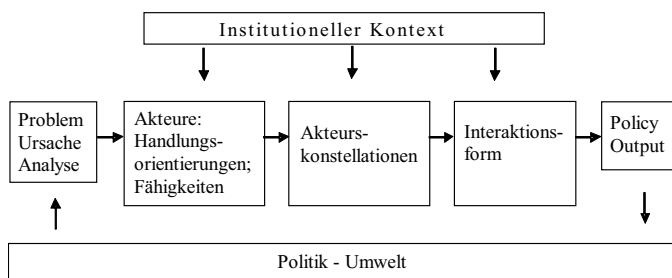 Institutioneller Kontext
Problem
Ursache
Analyse
Akteure:
Handlungs-
orientierungen;
Fähigkeiten
Akteurs-
konstellationen
Interaktions-
form
Policy
Output
Politik - Umwelt